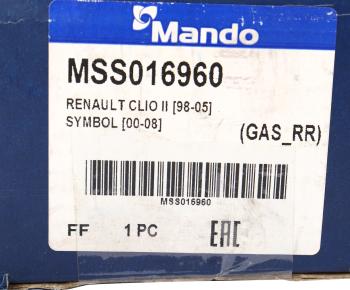 Mando
MSS016960
RENAULT CLIO II [98-05]
SYMBOL [00-08]
(GAS_RR)
MSS016960
FF 1 PC EAC